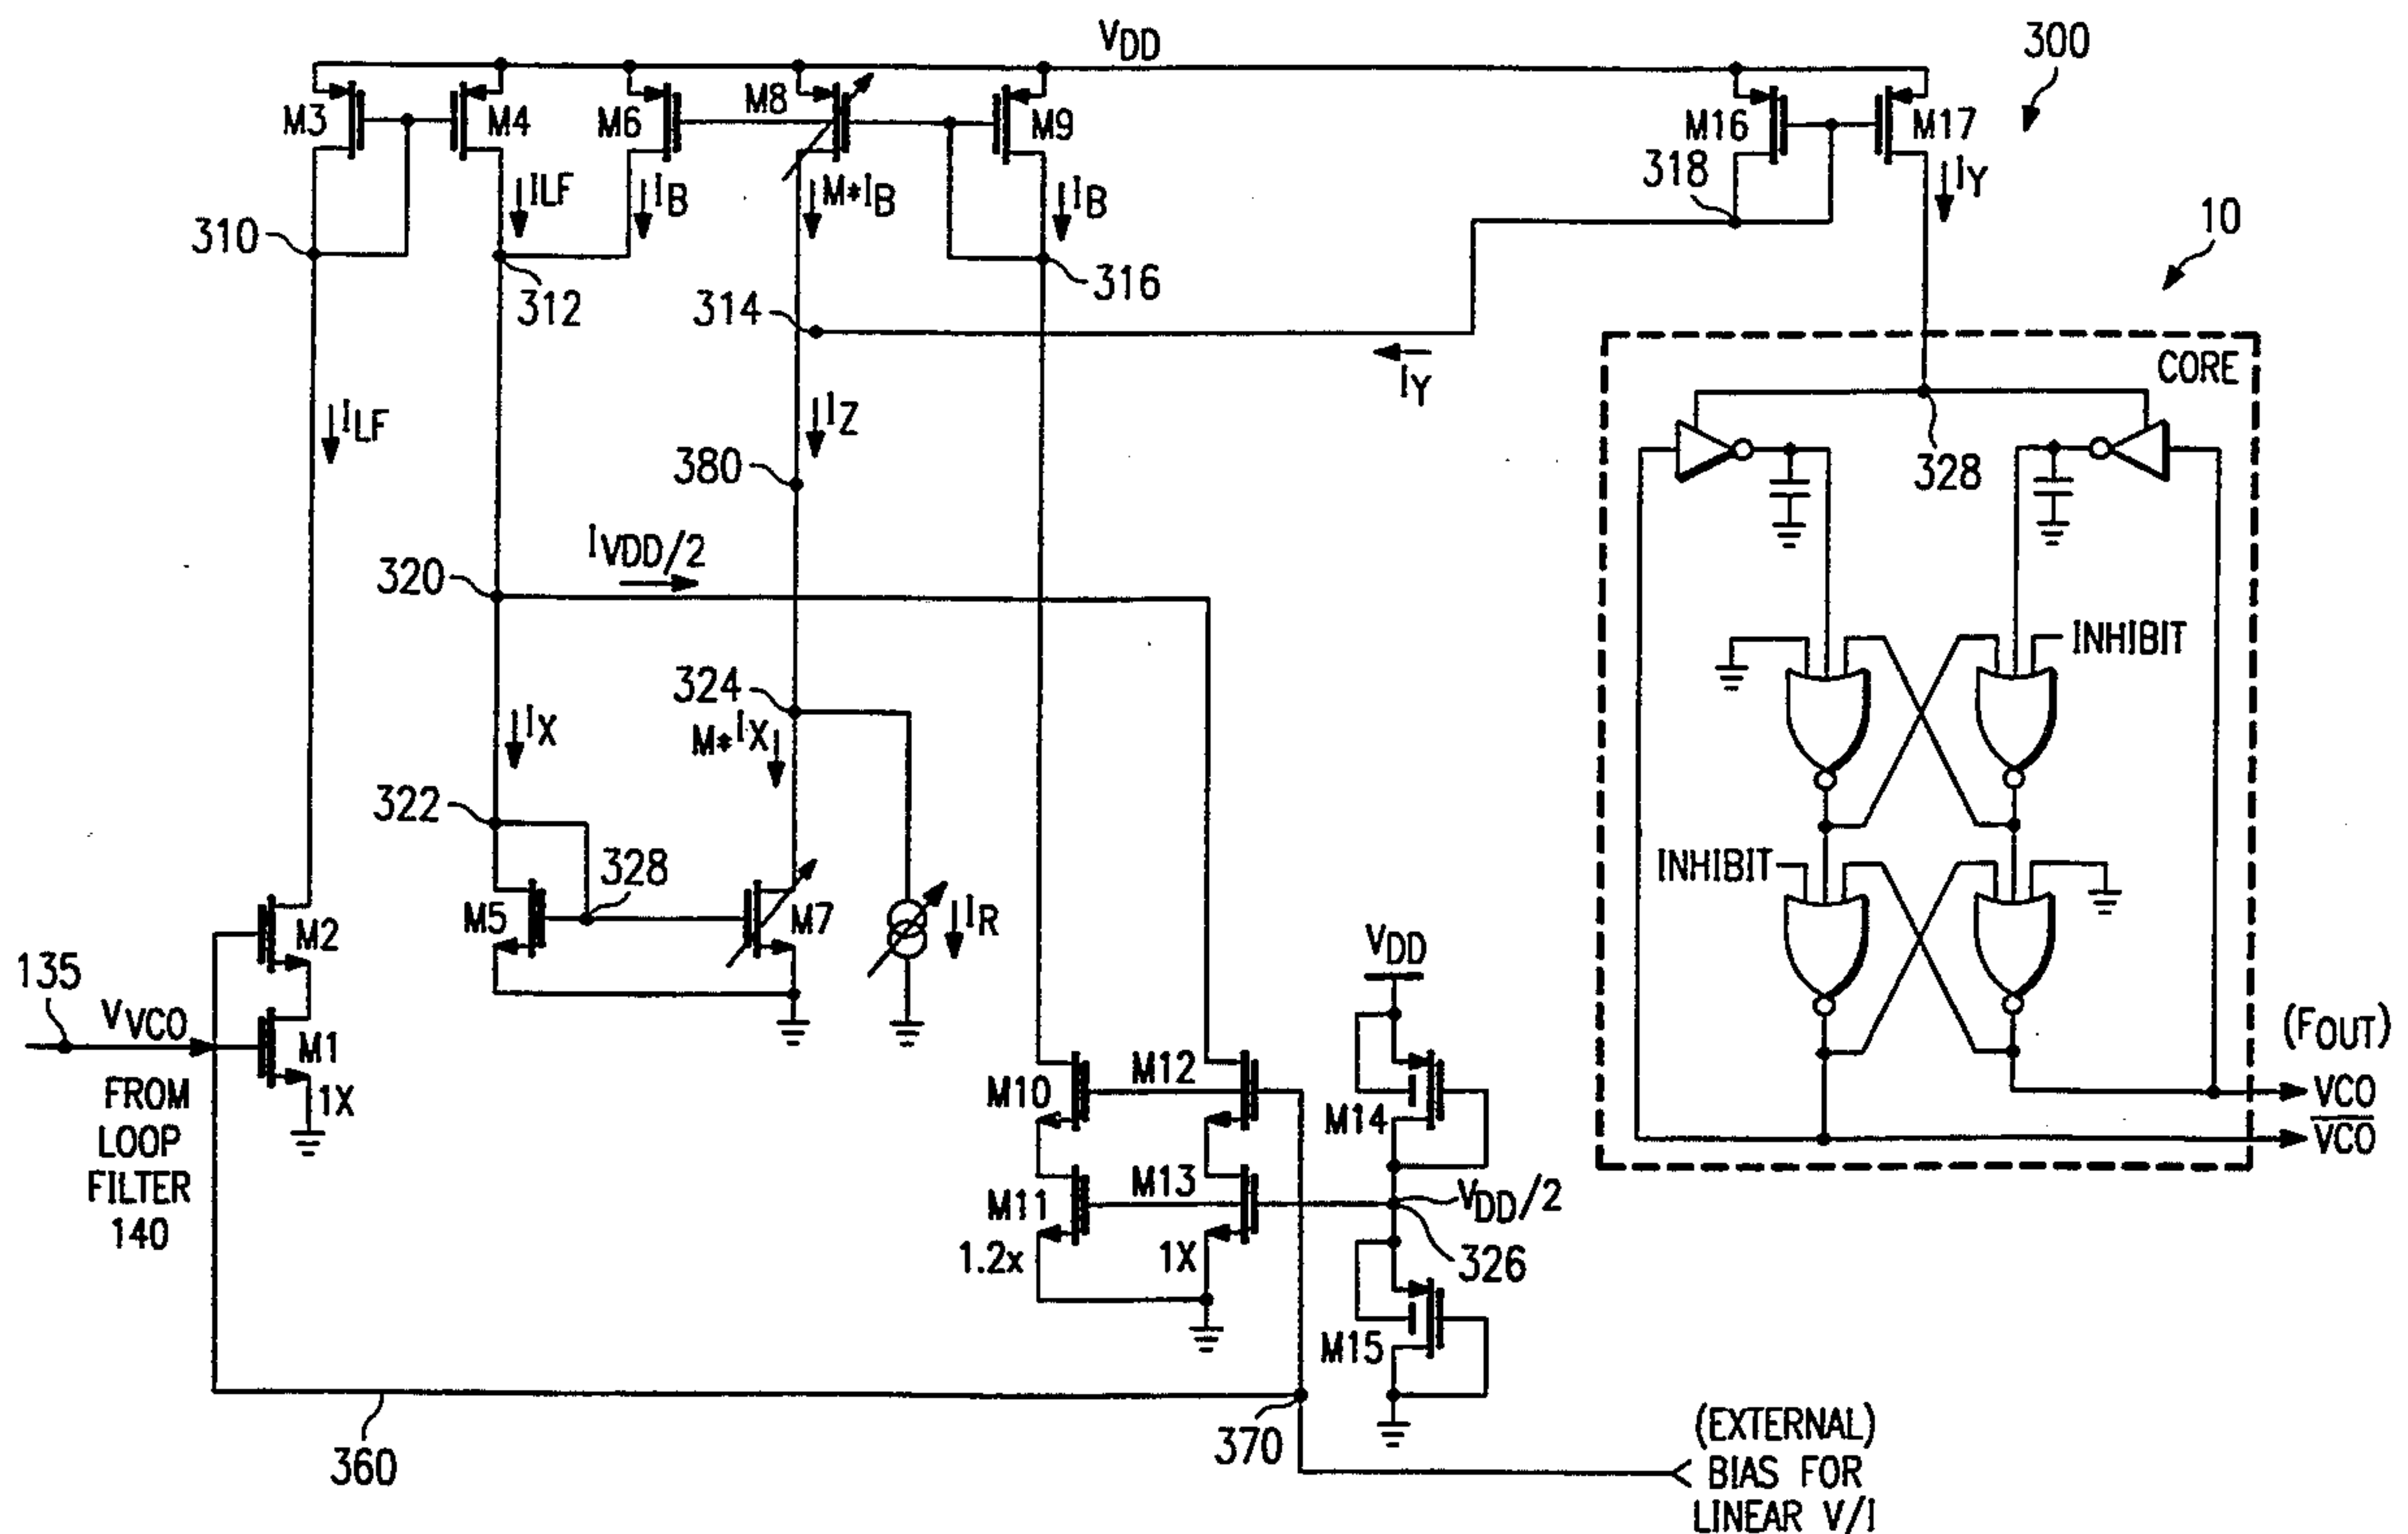 VDD
300
M3
M4
M6
M8
M9
M16
M17
ILF
IB
M*IB
IB
318
IY
10
310
312
314
316
IY
CORE
ILF
IZ
380
328
IVDD/2
320
INHIBIT
324
IX
M*IX
322
328
INHIBIT
M5
M7
IR
M2
VDD
135
VVCO
M1
1X
FROM
LOOP
FILTER
140
M10
M12
M14
(FOUT)
VCO
VCO
M11
M13
VDD/2
1.2x
1X
326
M15
360
370
(EXTERNAL)
BIAS FOR
LINEAR V/I